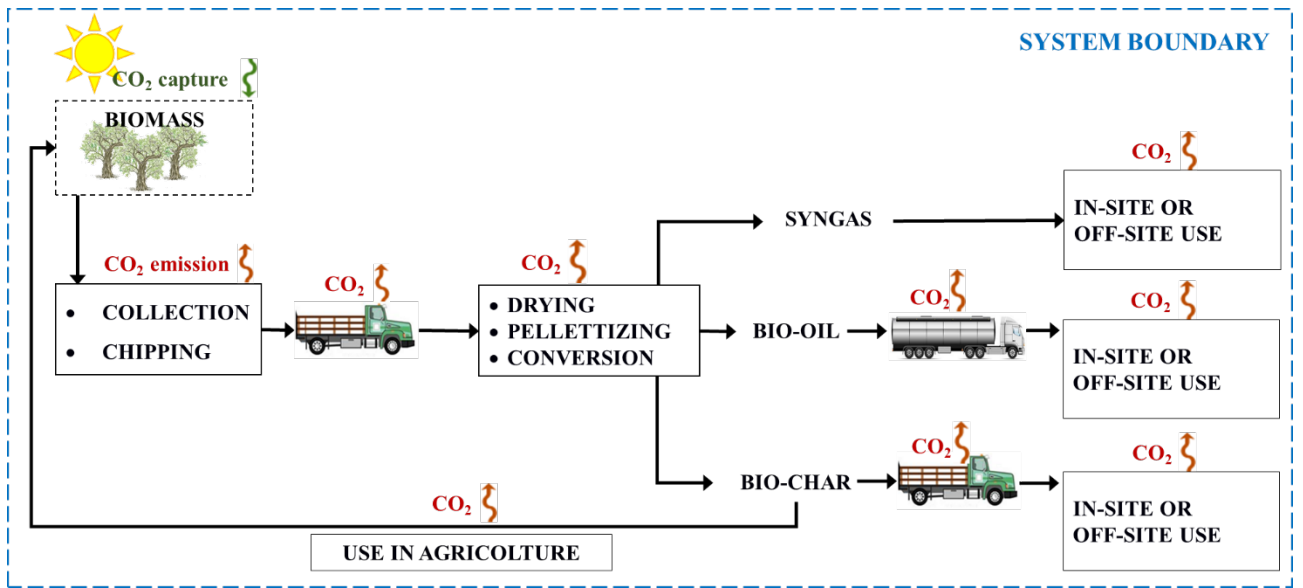 SYSTEM BOUNDARY
CO₂ capture
BIOMASS
CO₂ emission
• COLLECTION
• CHIPPING
CO₂
CO₂
• DRYING
• PELLETTIZING
• CONVERSION
SYNGAS
CO₂
IN-SITE OR
OFF-SITE USE
BIO-OIL
CO₂
CO₂
IN-SITE OR
OFF-SITE USE
BIO-CHAR
CO₂
CO₂
IN-SITE OR
OFF-SITE USE
CO₂
USE IN AGRICOLTURE